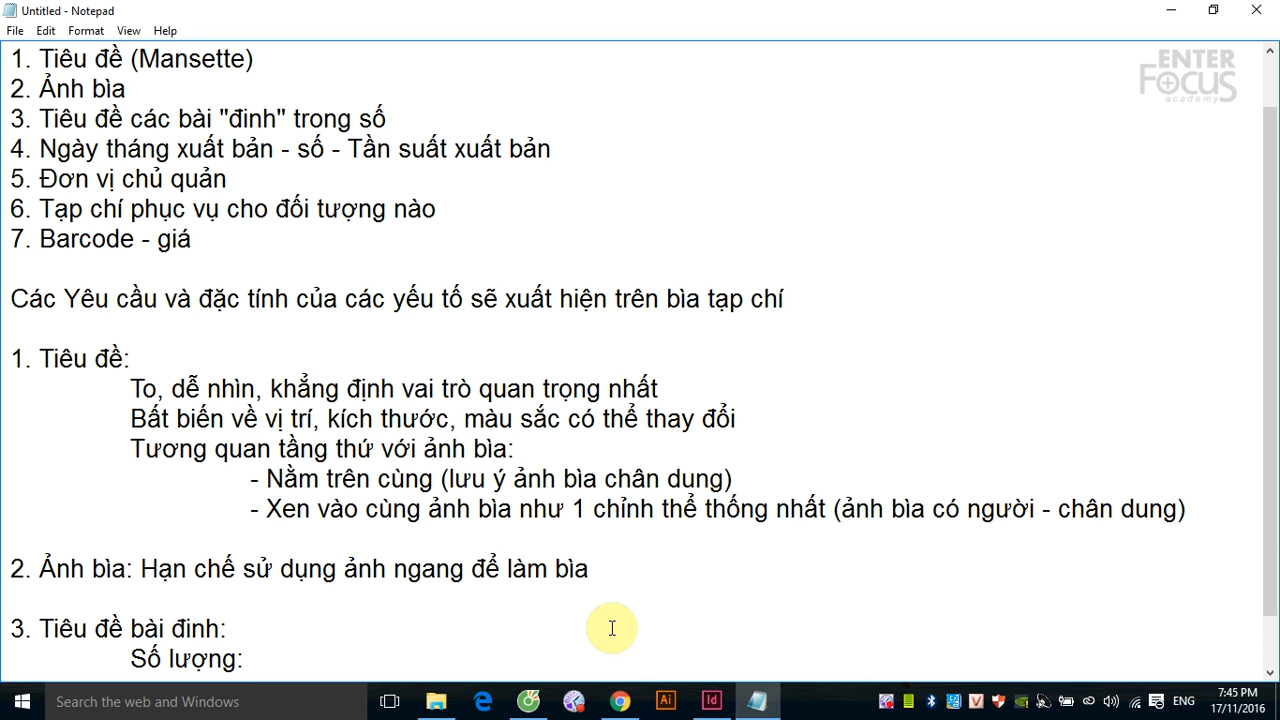 Untitled - Notepad
File Edit Format View Help
ENTER
FOCUS
academy
1. Tiêu đề (Mansette)
2. Ảnh bìa
3. Tiêu đề các bài "đinh" trong số
4. Ngày tháng xuất bản - số - Tần suất xuất bản
5. Đơn vị chủ quản
6. Tạp chí phục vụ cho đối tượng nào
7. Barcode - giá
Các Yêu cầu và đặc tính của các yếu tố sẽ xuất hiện trên bìa tạp chí
1. Tiêu đề:
To, dễ nhìn, khẳng định vai trò quan trọng nhất
Bất biến về vị trí, kích thước, màu sắc có thể thay đổi
Tương quan tầng thứ với ảnh bìa:
- Nằm trên cùng (lưu ý ảnh bìa chân dung)
- Xen vào cùng ảnh bìa như 1 chỉnh thể thống nhất (ảnh bìa có người - chân dung)
2. Ảnh bìa: Hạn chế sử dụng ảnh ngang để làm bìa
3. Tiêu đề bài đinh:
Số lượng:
Search the web and Windows
Ai
Id
ENG
7:45 PM
17/11/2016